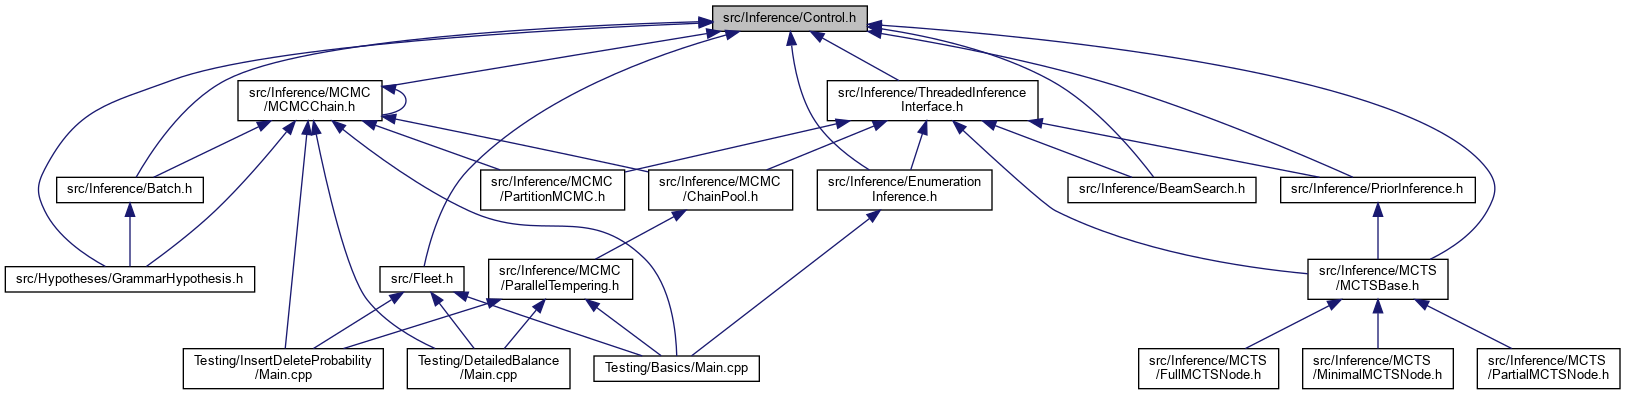 src/Inference/Control.h
src/Inference/MCMC
/MCMCChain.h
src/Inference/ThreadedInference
Interface.h
src/Inference/Batch.h
src/Inference/MCMC
/PartitionMCMC.h
src/Inference/MCMC
/ChainPool.h
src/Inference/Enumeration
Inference.h
src/Inference/BeamSearch.h
src/Inference/PriorInference.h
src/Hypotheses/GrammarHypothesis.h
src/Fleet.h
src/Inference/MCMC
/ParallelTempering.h
src/Inference/MCTS
/MCTSBase.h
Testing/InsertDeleteProbability
/Main.cpp
Testing/DetailedBalance
/Main.cpp
Testing/Basics/Main.cpp
src/Inference/MCTS
/FullMCTSNode.h
src/Inference/MCTS
/MinimalMCTSNode.h
src/Inference/MCTS
/PartialMCTSNode.h